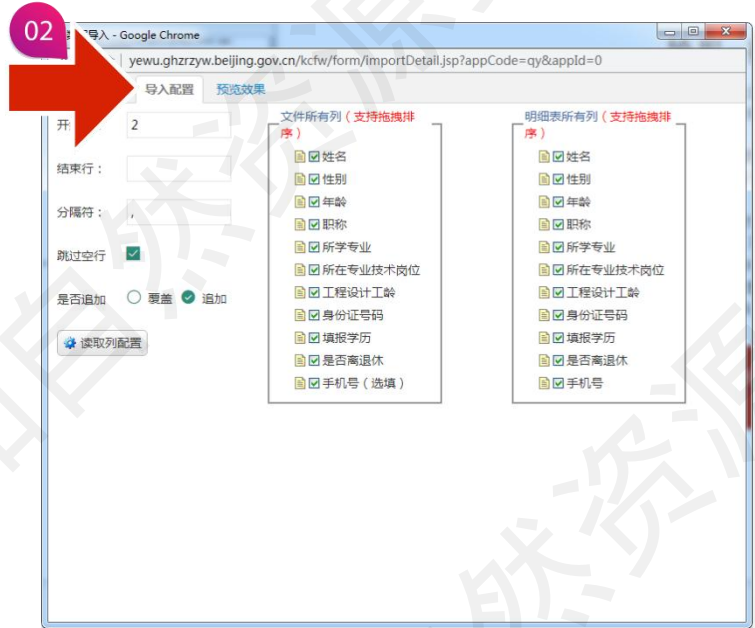 02
导入 - Google Chrome
yewu.ghzrzyw.beijing.gov.cn/kcfw/form/importDetail.jsp?appCode=qy&appId=0
导入配置 预览效果
开
2
结束行：
分隔符：
,
跳过空行
是否追加 覆盖 追加
读取列配置
文件所有列（支持拖拽排
序）
姓名
性别
年龄
职称
所学专业
所在专业技术岗位
工程设计工龄
身份证号码
填报学历
是否离退休
手机号（选填）
明细表所有列（支持拖拽排
序）
姓名
性别
年龄
职称
所学专业
所在专业技术岗位
工程设计工龄
身份证号码
填报学历
是否离退休
手机号
自然资源